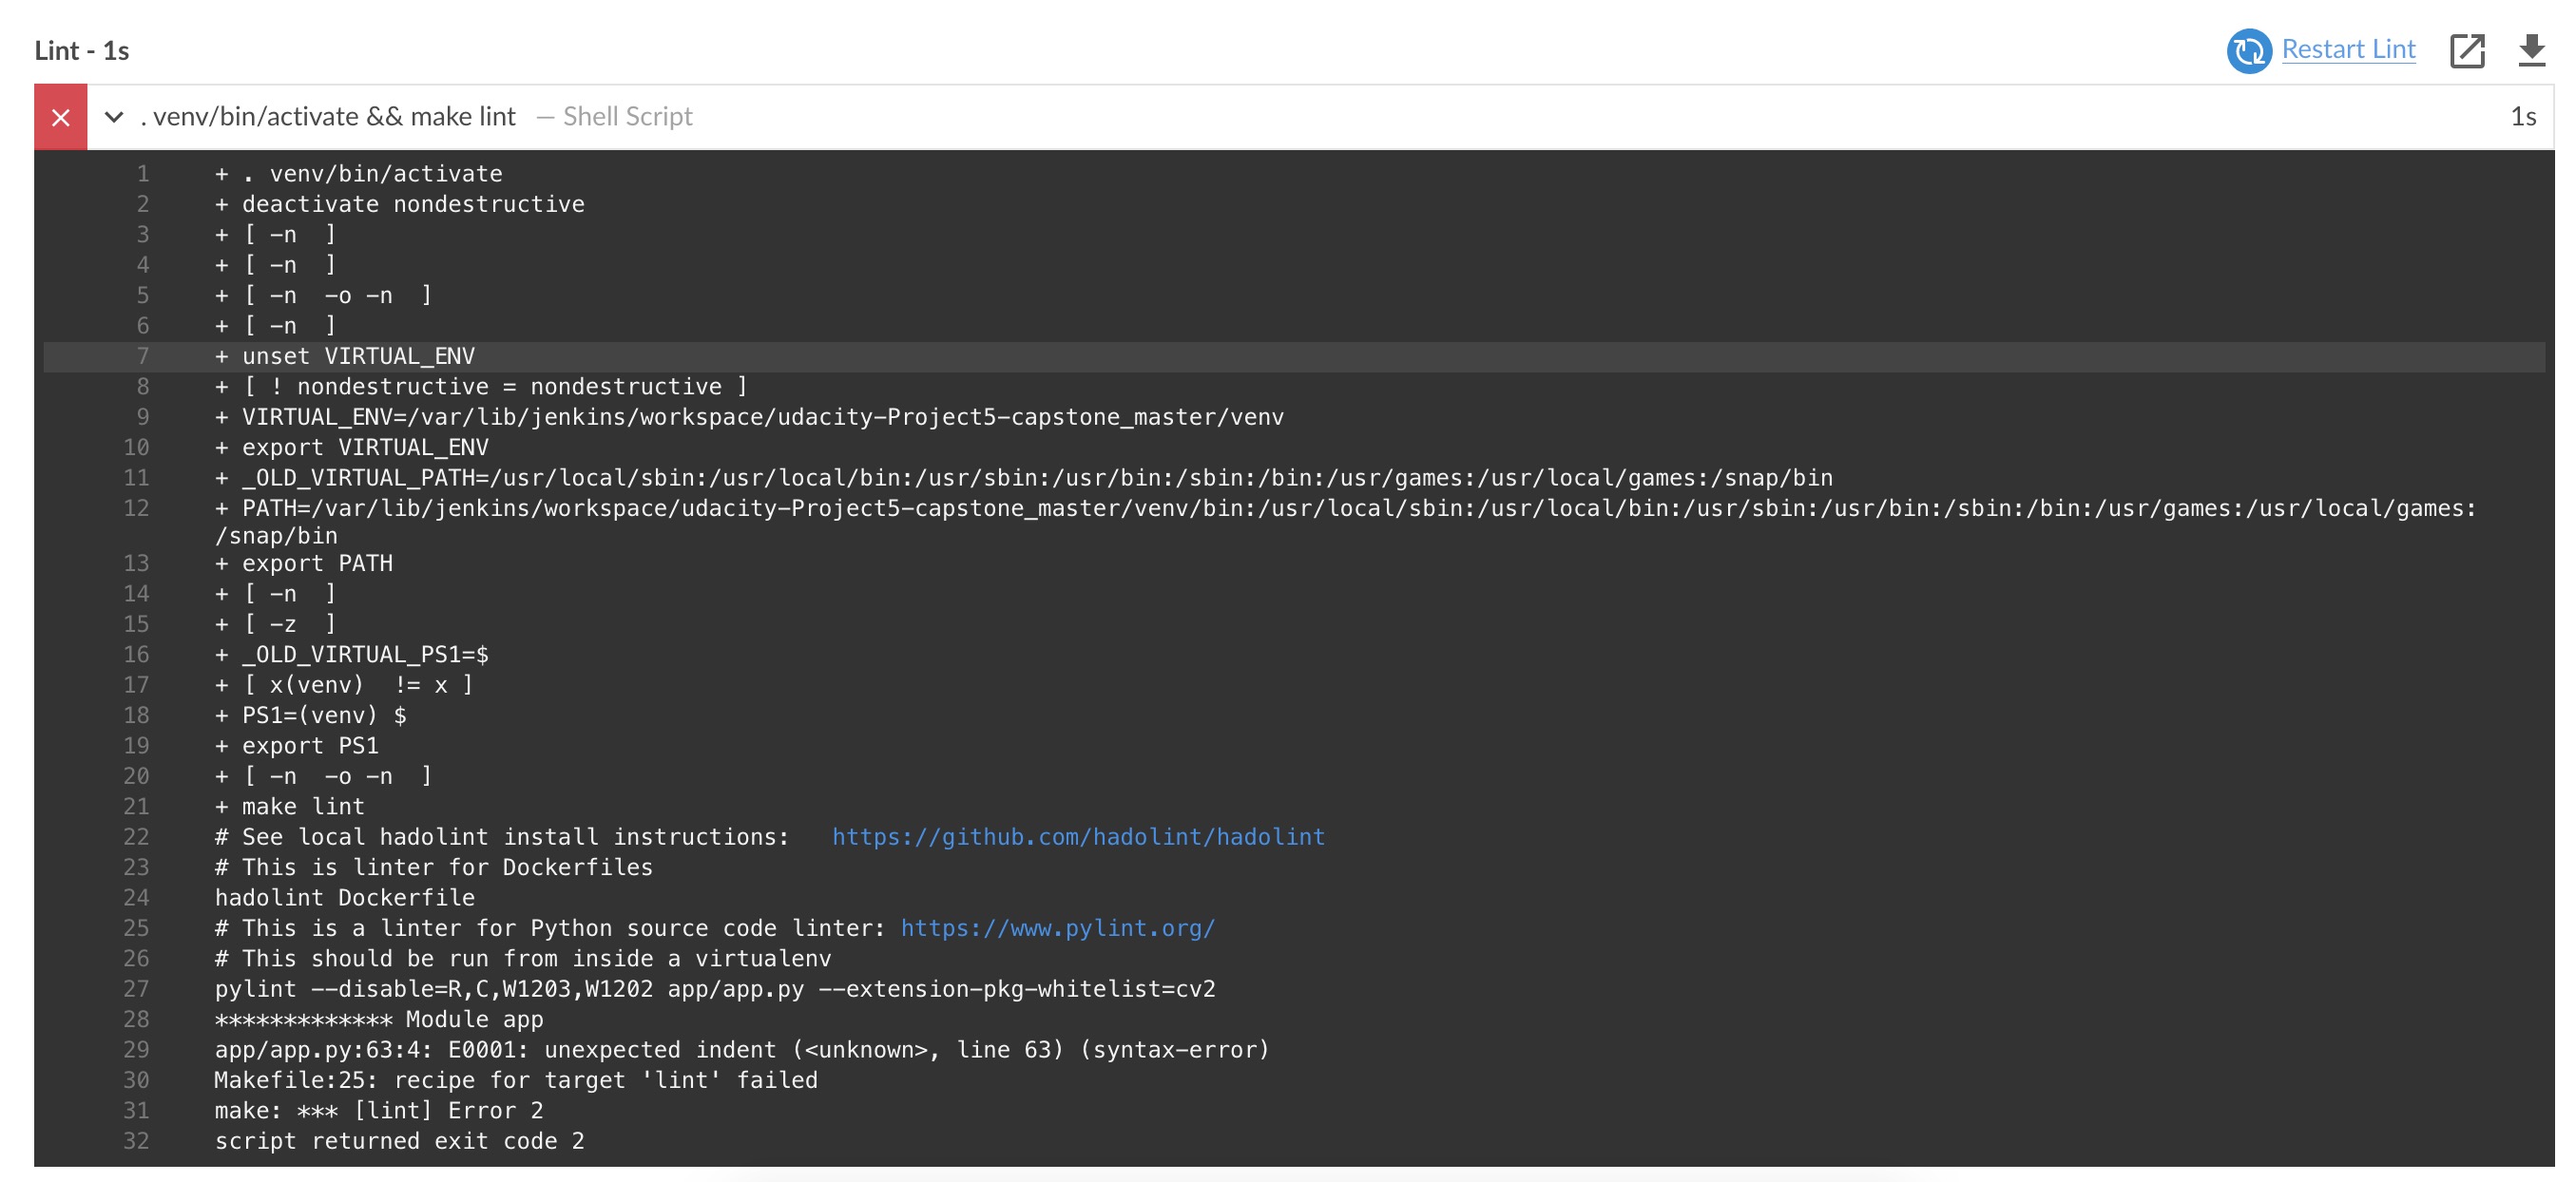 Lint - 1s
Restart Lint
. venv/bin/activate && make lint — Shell Script
1s
1 + . venv/bin/activate
2 + deactivate nondestructive
3 + [ -n  ]
4 + [ -n  ]
5 + [ -n  -o -n  ]
6 + [ -n  ]
7 + unset VIRTUAL_ENV
8 + [ ! nondestructive = nondestructive ]
9 + VIRTUAL_ENV=/var/lib/jenkins/workspace/udacity-Project5-capstone_master/venv
10 + export VIRTUAL_ENV
11 + _OLD_VIRTUAL_PATH=/usr/local/sbin:/usr/local/bin:/usr/sbin:/usr/bin:/sbin:/bin:/usr/games:/usr/local/games:/snap/bin
12 + PATH=/var/lib/jenkins/workspace/udacity-Project5-capstone_master/venv/bin:/usr/local/sbin:/usr/local/bin:/usr/sbin:/usr/bin:/sbin:/bin:/usr/games:/usr/local/games:
/snap/bin
13 + export PATH
14 + [ -n  ]
15 + [ -z  ]
16 + _OLD_VIRTUAL_PS1=$
17 + [ x(venv)  != x ]
18 + PS1=(venv) $
19 + export PS1
20 + [ -n  -o -n  ]
21 + make lint
22 # See local hadolint install instructions:   https://github.com/hadolint/hadolint
23 # This is linter for Dockerfiles
24 hadolint Dockerfile
25 # This is a linter for Python source code linter: https://www.pylint.org/
26 # This should be run from inside a virtualenv
27 pylint --disable=R,C,W1203,W1202 app/app.py --extension-pkg-whitelist=cv2
28 ************* Module app
29 app/app.py:63:4: E0001: unexpected indent (<unknown>, line 63) (syntax-error)
30 Makefile:25: recipe for target 'lint' failed
31 make: *** [lint] Error 2
32 script returned exit code 2